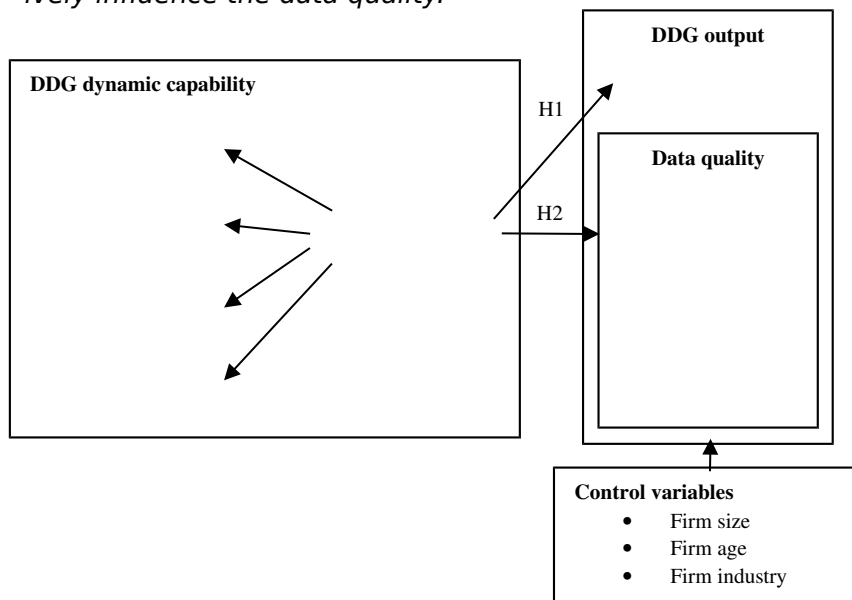 ively influence the data quality.
DDG output
DDG dynamic capability
H1
Data quality
H2
Control variables
• Firm size
• Firm age
• Firm industry